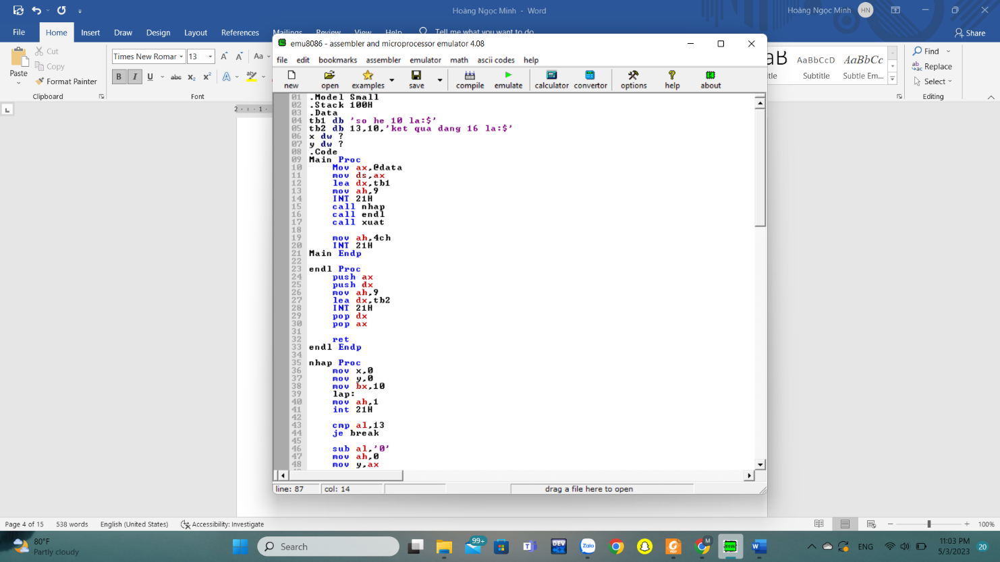 Hoàng Ngọc Minh - Word
Hoàng Ngọc Minh HN
File Home Insert Draw Design Layout References Mailings Review View Help Tell me what you want to do Share
Paste Cut
Copy
Format Painter
Clipboard
Times New Roman 13
Font
AaBbCcD AaBbCc
Subtitle Subtle Em...
Find
Replace
Select
Editing
emu8086 - assembler and microprocessor emulator 4.08
file edit bookmarks assembler emulator math ascii codes help
new open examples save compile emulate calculator convertor options help about
01 .Model Small
02 .Stack 100H
03 .Data
04 tb1 db 'so he 10 la:$'
05 tb2 db 13,10,'ket qua dang 16 la:$'
06 x dw ?
07 y dw ?
08 .Code
09 Main Proc
10 Mov ax,@data
11 mov ds,ax
12 lea dx,tb1
13 mov ah,9
14 INT 21H
15 call nhap
16 call endl
17 call xuat
18
19 mov ah,4ch
20 INT 21H
21 Main Endp
22
23 endl Proc
24 push ax
25 push dx
26 mov ah,9
27 lea dx,tb2
28 INT 21H
29 pop dx
30 pop ax
31
32 ret
33 endl Endp
34
35 nhap Proc
36 mov x,0
37 mov y,0
38 mov bx,10
39 lap:
40 mov ah,1
41 int 21H
42
43 cmp al,13
44 je break
45
46 sub al,'0'
47 mov ah,0
48 mov y,ax
line: 87 col: 14 drag a file here to open
Page 4 of 15 538 words English (United States) Accessibility: Investigate 100%
80°F
Partly cloudy
Search
99+
DEV
Zalo
M
ENG
11:03 PM
5/3/2023
20